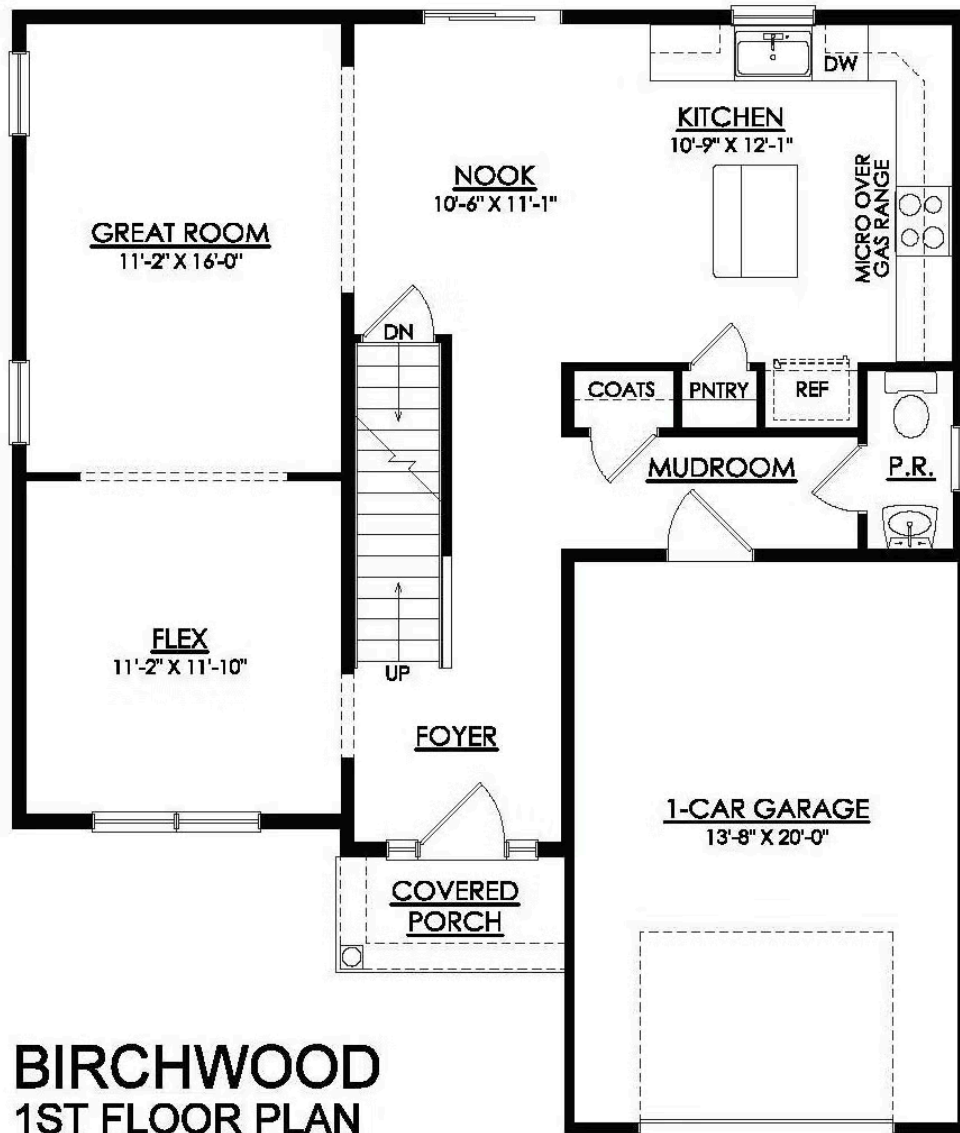 DW
KITCHEN
10'-9" X 12'-1"
NOOK
10'-6" X 11'-1"
MICRO OVER
GAS RANGE
GREAT ROOM
11'-2" X 16'-0"
DN
COATS
PNTRY
REF
MUDROOM
P.R.
FLEX
11'-2" X 11'-10"
UP
FOYER
1-CAR GARAGE
13'-8" X 20'-0"
COVERED
PORCH
BIRCHWOOD
1ST FLOOR PLAN